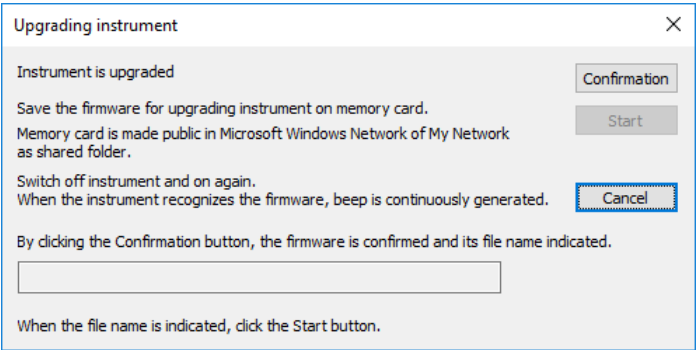 Upgrading instrument
Instrument is upgraded
Confirmation
Save the firmware for upgrading instrument on memory card.
Start
Memory card is made public in Microsoft Windows Network of My Network
as shared folder.
Switch off instrument and on again.
When the instrument recognizes the firmware, beep is continuously generated.
Cancel
By clicking the Confirmation button, the firmware is confirmed and its file name indicated.
When the file name is indicated, click the Start button.